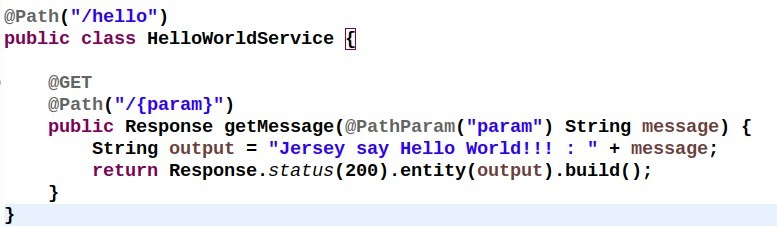 @Path("/hello")
public class HelloWorldService {
@GET
@Path("/{param}")
public Response getMessage(@PathParam("param") String message) {
String output = "Jersey say Hello World!!! : " + message;
return Response.status(200).entity(output).build();
}
}